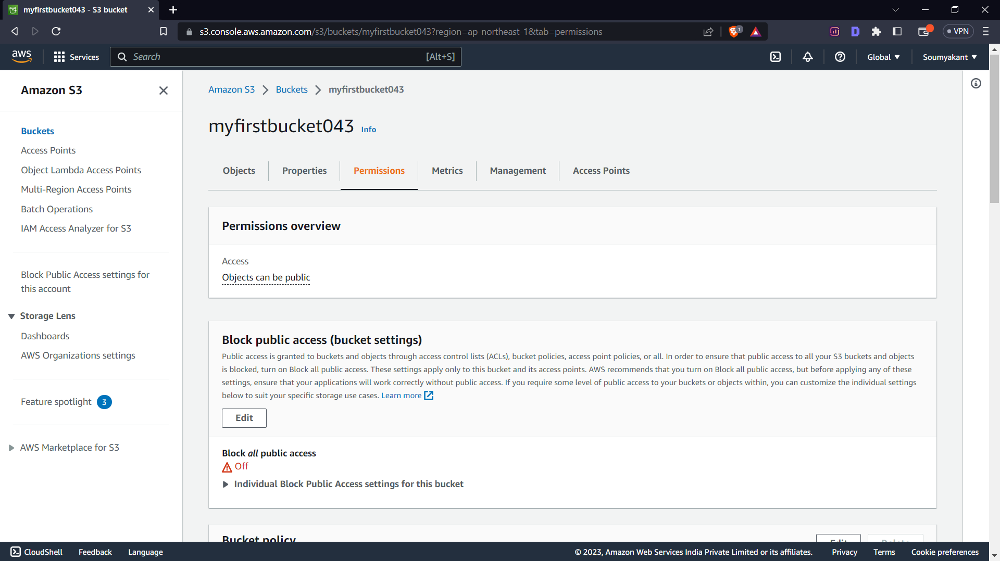 myfirstbucket043 - S3 bucket
s3.console.aws.amazon.com/s3/buckets/myfirstbucket043?region=ap-northeast-1&tab=permissions
1
VPN
aws
Services
Search
[Alt+S]
Global
Soumyakant
Amazon S3
Buckets
Access Points
Object Lambda Access Points
Multi-Region Access Points
Batch Operations
IAM Access Analyzer for S3
Block Public Access settings for
this account
Storage Lens
Dashboards
AWS Organizations settings
Feature spotlight 3
AWS Marketplace for S3
Amazon S3 > Buckets > myfirstbucket043
myfirstbucket043 Info
Objects
Properties
Permissions
Metrics
Management
Access Points
Permissions overview
Access
Objects can be public
Block public access (bucket settings)
Public access is granted to buckets and objects through access control lists (ACLs), bucket policies, access point policies, or all. In order to ensure that public access to all your S3 buckets and objects
is blocked, turn on Block all public access. These settings apply only to this bucket and its access points. AWS recommends that you turn on Block all public access, but before applying any of these
settings, ensure that your applications will work correctly without public access. If you require some level of public access to your buckets or objects within, you can customize the individual settings
below to suit your specific storage use cases. Learn more
Edit
Block all public access
Off
Individual Block Public Access settings for this bucket
Bucket policy
Edit
Delete
CloudShell
Feedback
Language
© 2023, Amazon Web Services India Private Limited or its affiliates.
Privacy
Terms
Cookie preferences